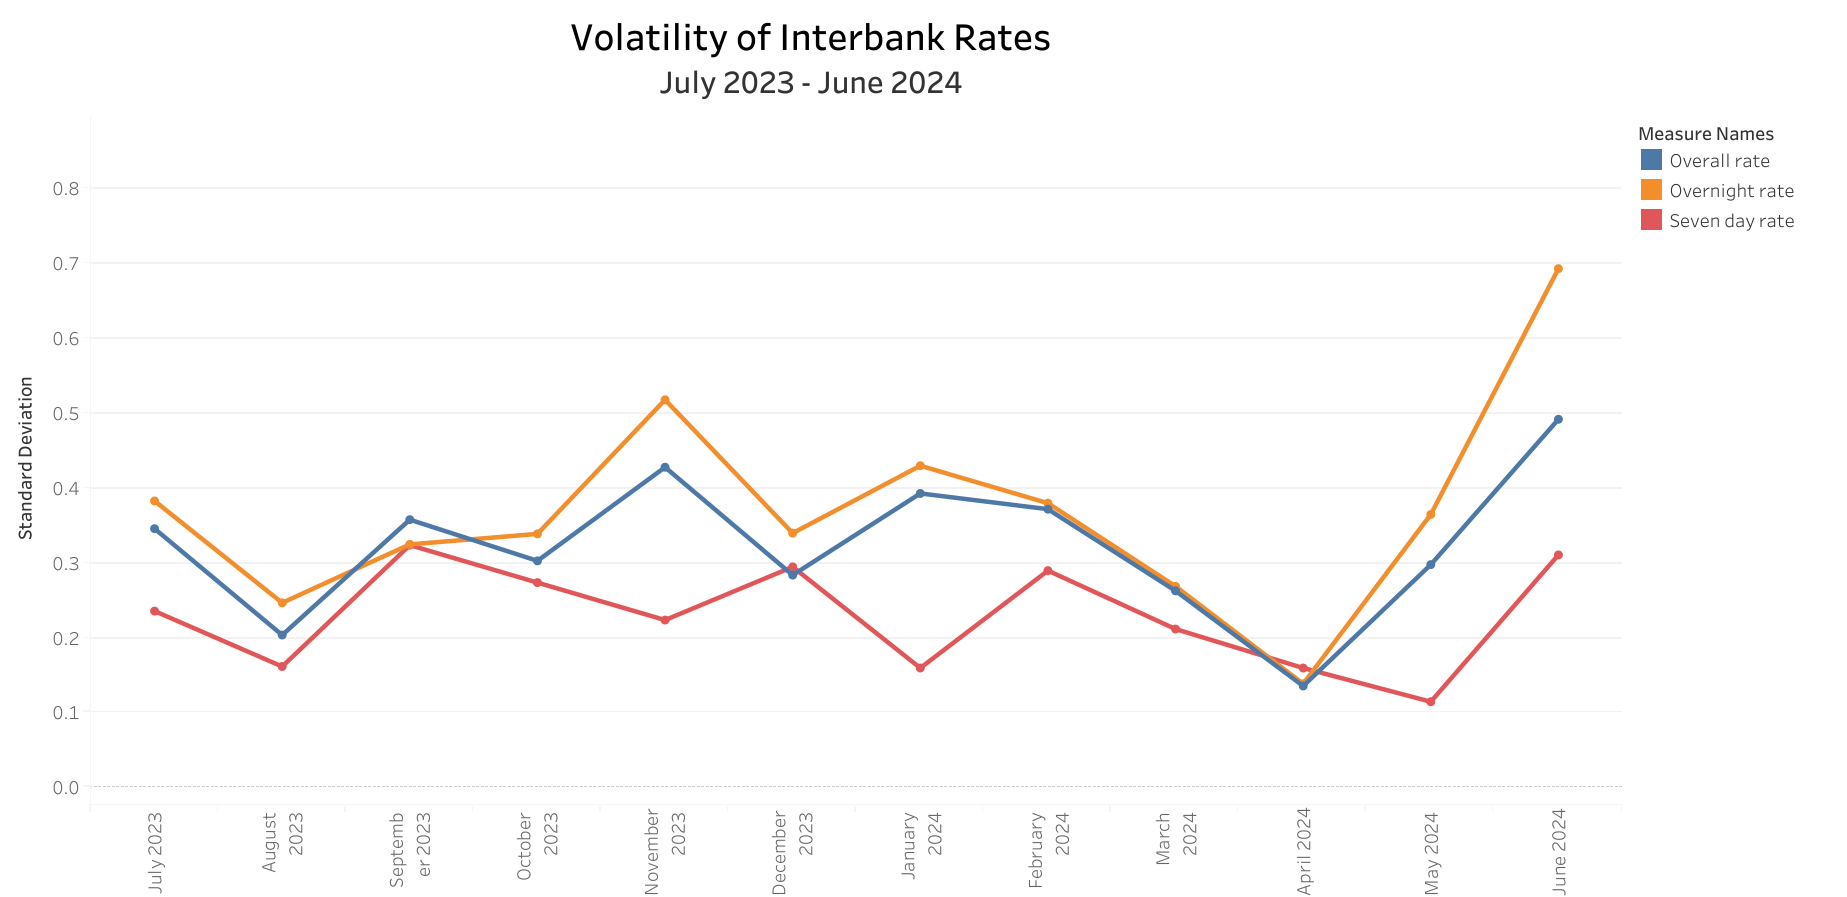 Volatility of Interbank Rates
July 2023 - June 2024
Measure Names
Overall rate
Overnight rate
Seven day rate
Standard Deviation
0.8
0.7
0.6
0.5
0.4
0.3
0.2
0.1
0.0
July 2023
August
2023
Septemb
er 2023
October
2023
November
2023
December
2023
January
2024
February
2024
March
2024
April 2024
May 2024
June 2024